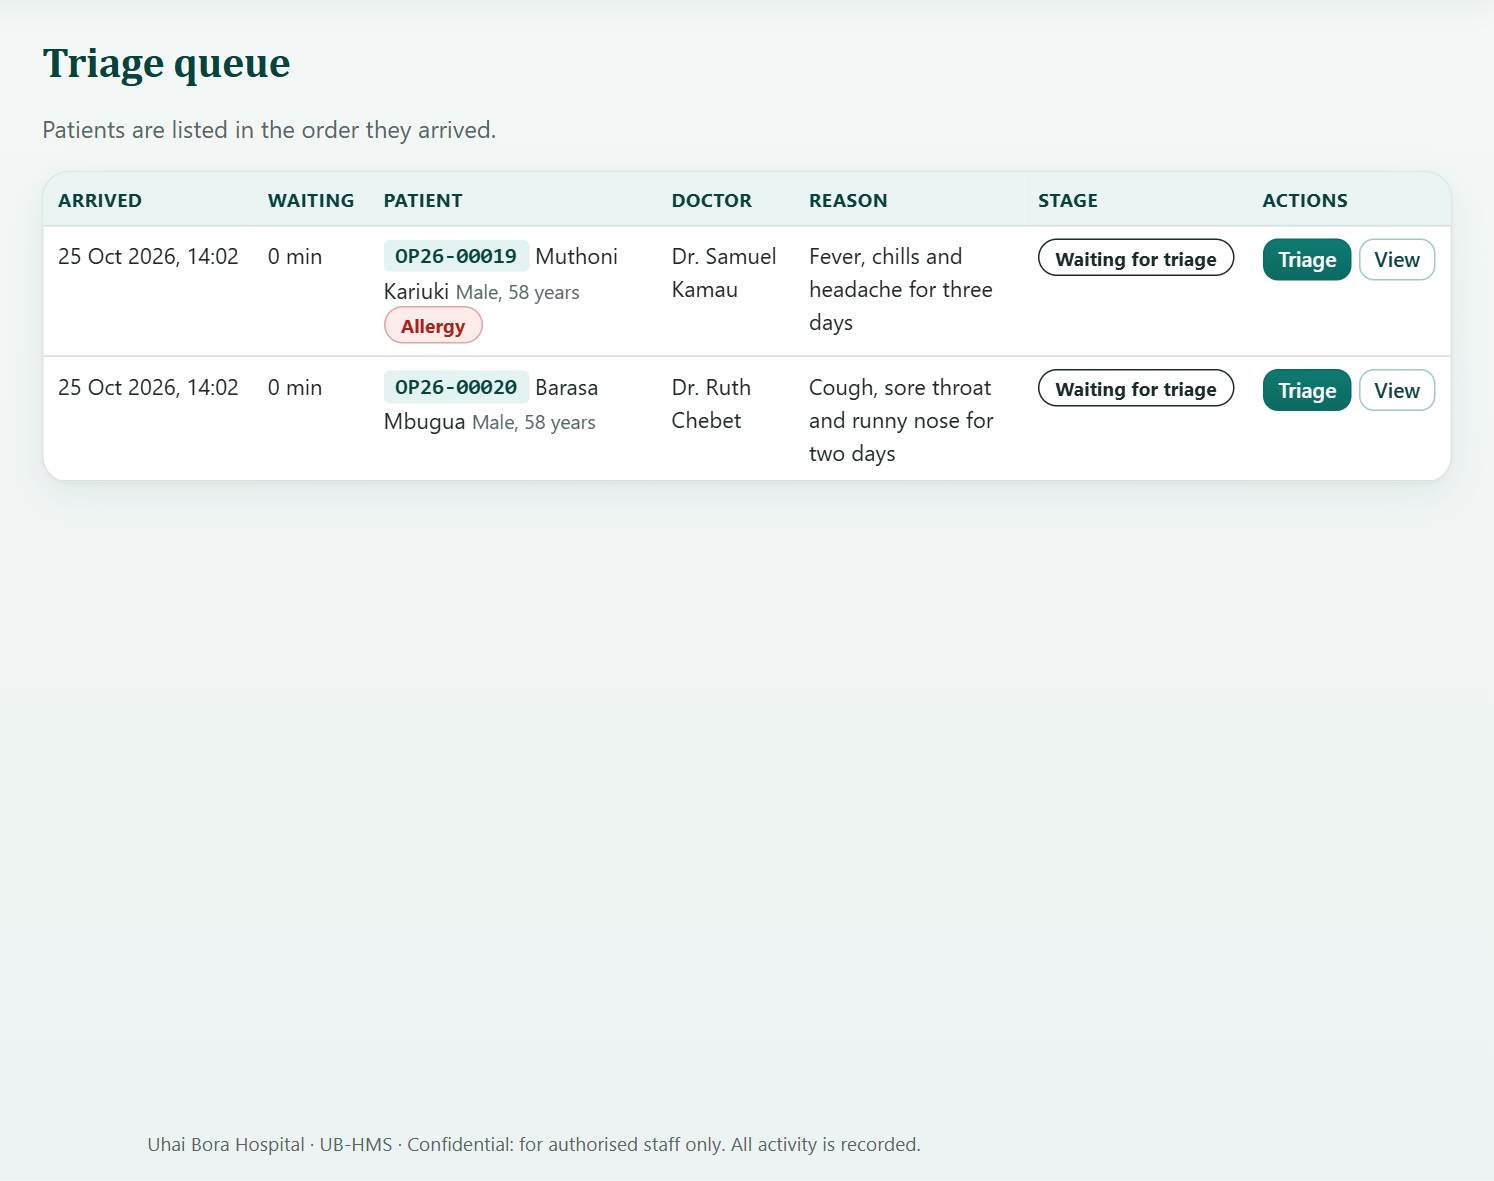 Triage queue
Patients are listed in the order they arrived.
ARRIVED WAITING PATIENT DOCTOR REASON STAGE ACTIONS
25 Oct 2026, 14:02 0 min OP26-00019 Muthoni Dr. Samuel Fever, chills and Waiting for triage Triage View
Kariuki Male, 58 years Kamau headache for three
Allergy days
25 Oct 2026, 14:02 0 min OP26-00020 Barasa Dr. Ruth Cough, sore throat Waiting for triage Triage View
Mbugua Male, 58 years Chebet and runny nose for
two days
Uhai Bora Hospital · UB-HMS · Confidential: for authorised staff only. All activity is recorded.